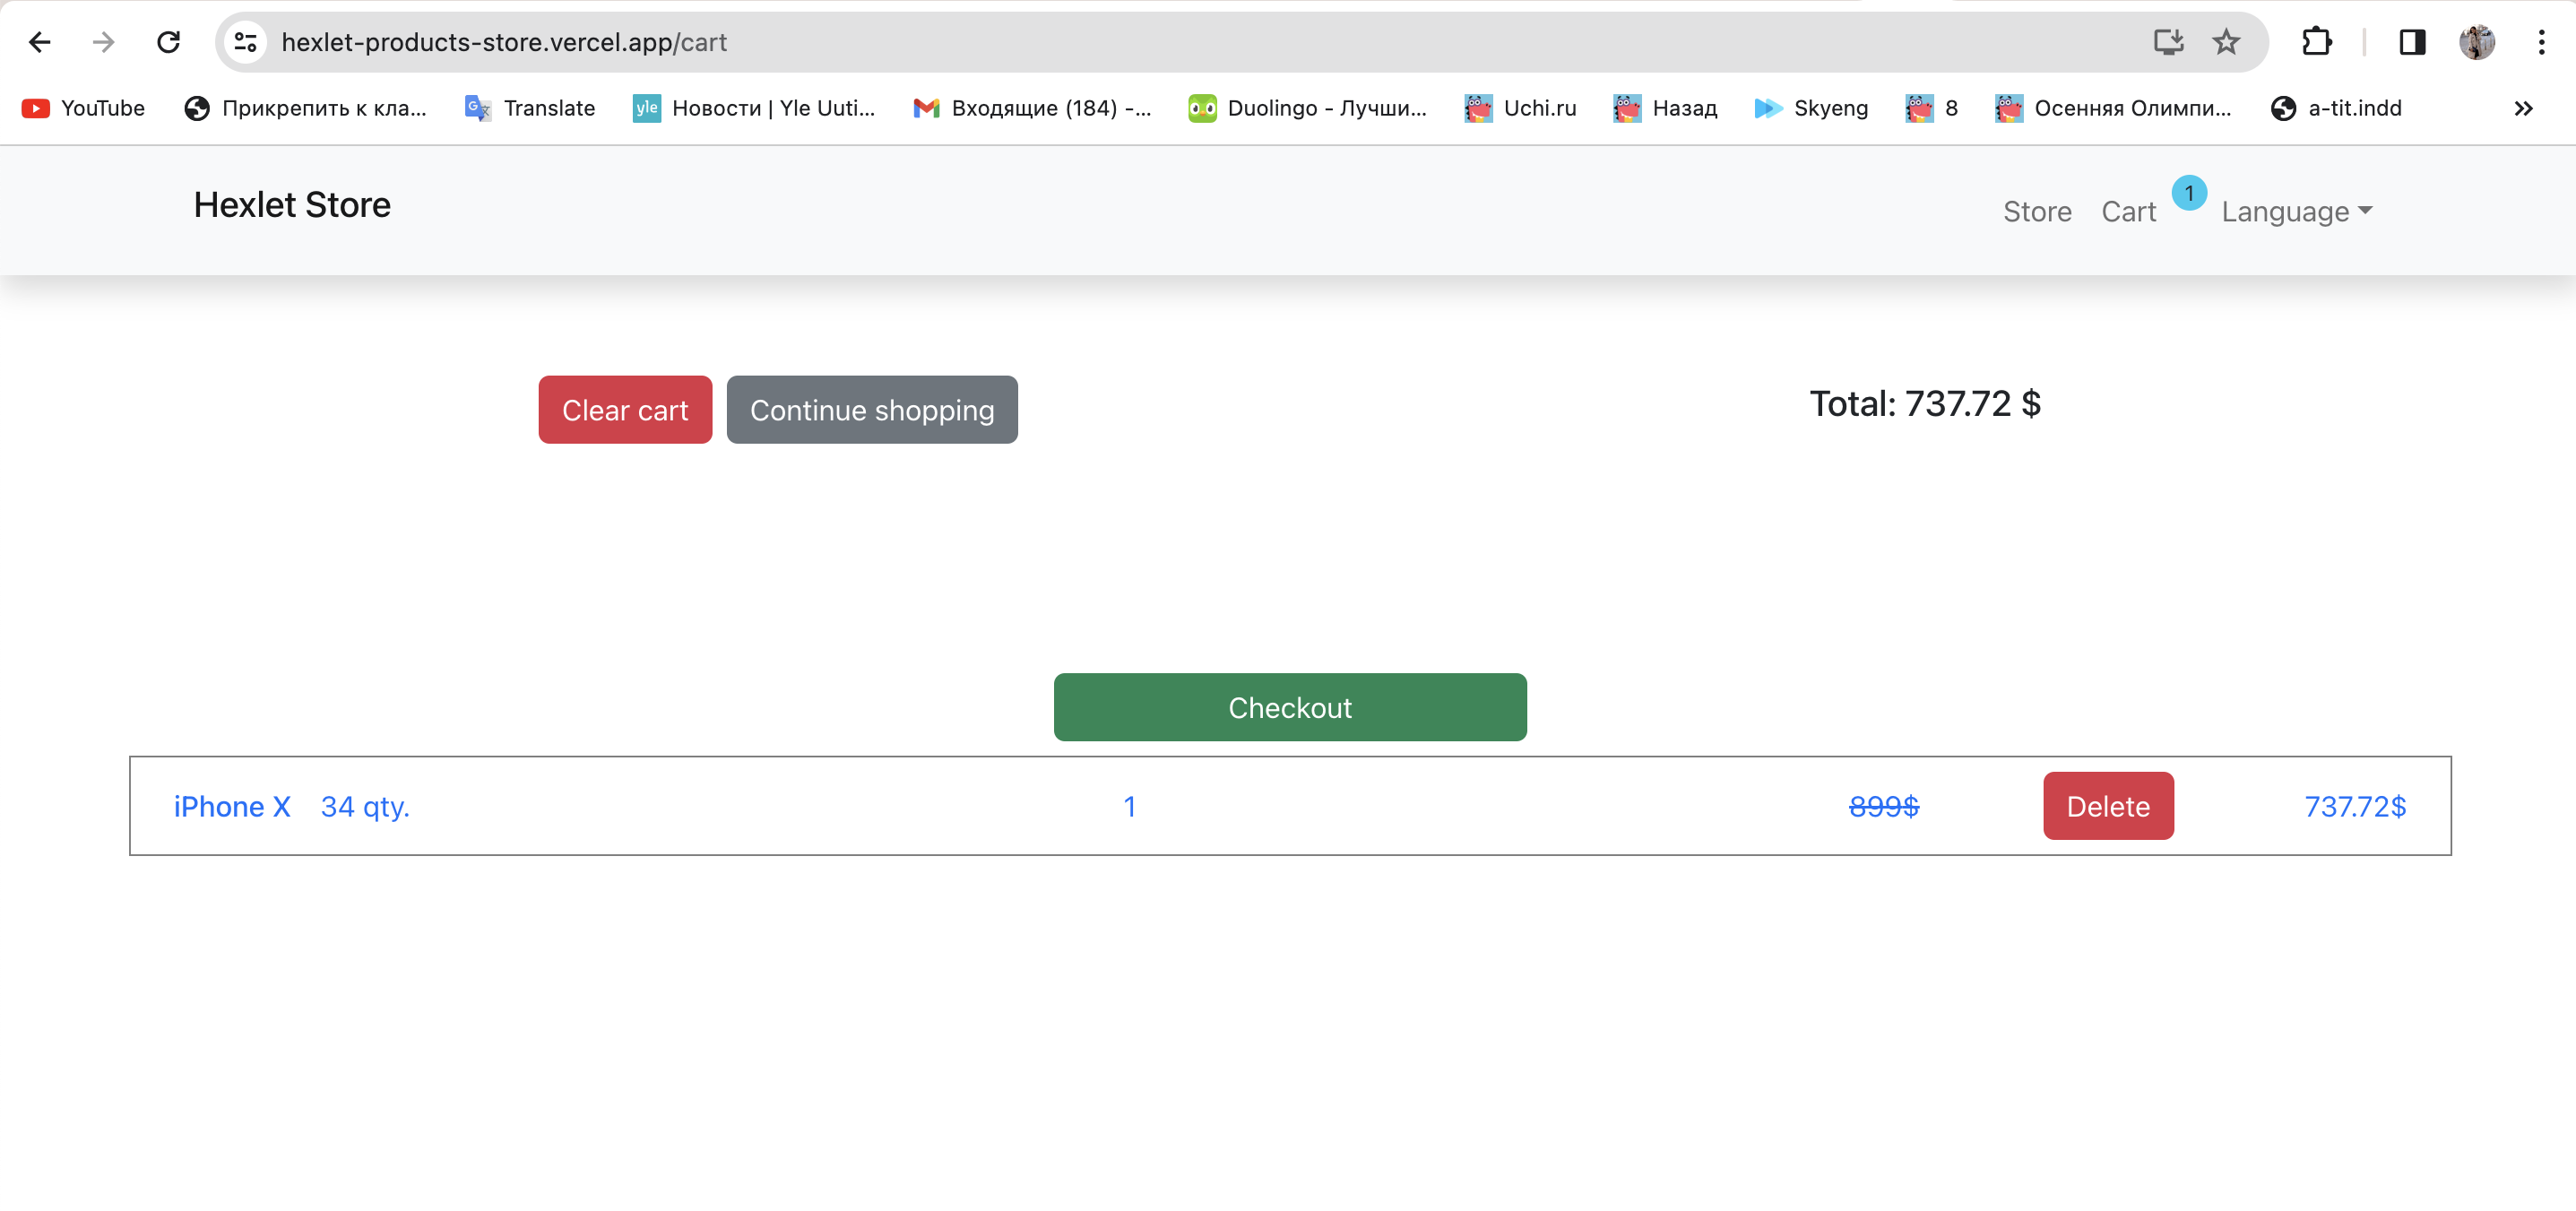 hexlet-products-store.vercel.app/cart
YouTube Прикрепить к кла... Translate yle Новости | Yle Uuti... Входящие (184) -... Duolingo - Лучши... Uchi.ru Назад Skyeng 8 Осенняя Олимпи... a-tit.indd
Hexlet Store Store Cart 1 Language
Clear cart Continue shopping Total: 737.72 $
Checkout
iPhone X 34 qty. 1 899$ Delete 737.72$